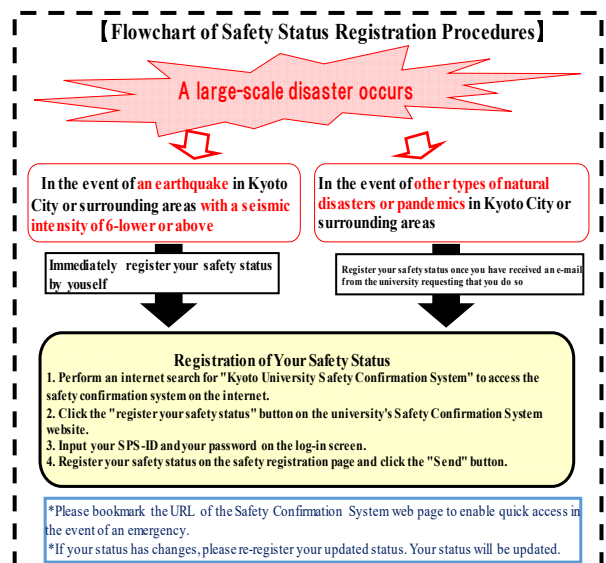 【Flowchart of Safety Status Registration Procedures】
A large-scale disaster occurs
In the event of an earthquake in Kyoto
City or surrounding areas with a seismic
intensity of 6-lower or above
In the event of other types of natural
disasters or pandemics in Kyoto City or
surrounding areas
Immediately register your safety status
by youself
Register your safety status once you have received an e-mail
from the university requesting that you do so
Registration of Your Safety Status
1. Perform an internet search for "Kyoto University Safety Confirmation System" to access the
safety confirmation system on the internet.
2. Click the "register your safety status" button on the university's Safety Confirmation System
website.
3. Input your SPS-ID and your password on the log-in screen.
4. Register your safety status on the safety registration page and click the "Send" button.
*Please bookmark the URL of the Safety Confirmation System web page to enable quick access in
the event of an emergency.
*If your status has changes, please re-register your updated status. Your status will be updated.